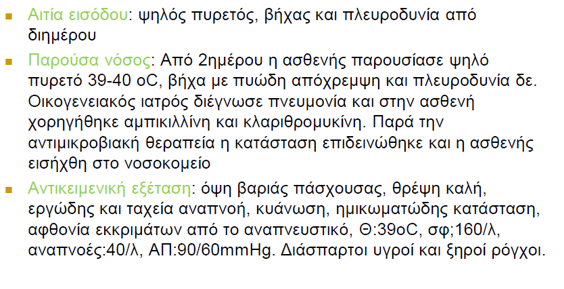 Αιτία εισόδου: ψηλός πυρετός, βήχας και πλευροδυνία από
διημέρου
Παρούσα νόσος: Από 2ημέρου η ασθενής παρουσίασε ψηλό
πυρετό 39-40 οC, βήχα με πυώδη απόχρεμψη και πλευροδυνία δε.
Οικογενειακός ιατρός διέγνωσε πνευμονία και στην ασθενή
χορηγήθηκε αμπικιλλίνη και κλαριθρομυκίνη. Παρά την
αντιμικροβιακή θεραπεία η κατάσταση επιδεινώθηκε και η ασθενής
εισήχθη στο νοσοκομείο
Αντικειμενική εξέταση: όψη βαριάς πάσχουσας, θρέψη καλή,
εργώδης και ταχεία αναπνοή, κυάνωση, ημικωματώδης κατάσταση,
αφθονία εκκριμάτων από το αναπνευστικό, Θ:39οC, σφ;160/λ,
αναπνοές:40/λ, ΑΠ:90/60mmHg. Διάσπαρτοι υγροί και ξηροί ρόγχοι.